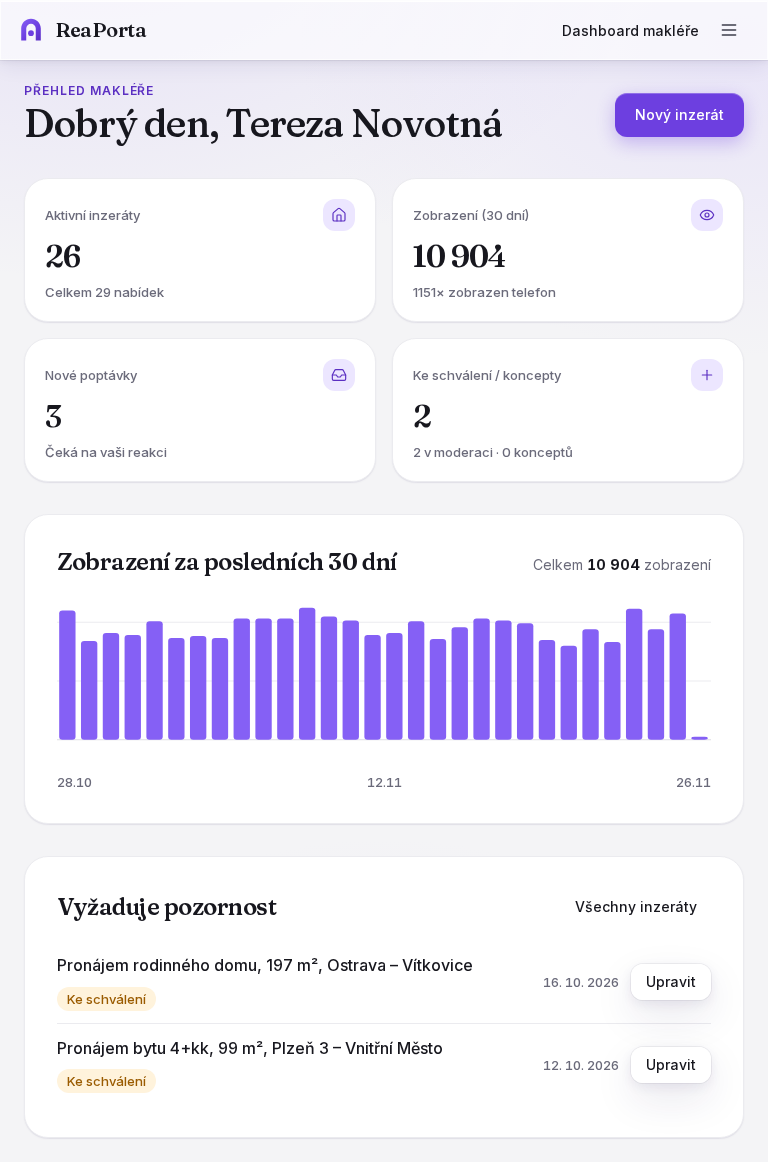 ReaPorta
Dashboard makléře
PŘEHLED MAKLÉŘE
Dobrý den, Tereza Novotná
Nový inzerát
Aktivní inzeráty
26
Celkem 29 nabídek
Zobrazení (30 dní)
10 904
1151× zobrazen telefon
Nové poptávky
3
Čeká na vaši reakci
Ke schválení / koncepty
2
2 v moderaci · 0 konceptů
Zobrazení za posledních 30 dní
Celkem 10 904 zobrazení
28.10
12.11
26.11
Vyžaduje pozornost
Všechny inzeráty
Pronájem rodinného domu, 197 m², Ostrava – Vítkovice
Ke schválení
16. 10. 2026
Upravit
Pronájem bytu 4+kk, 99 m², Plzeň 3 – Vnitřní Město
Ke schválení
12. 10. 2026
Upravit